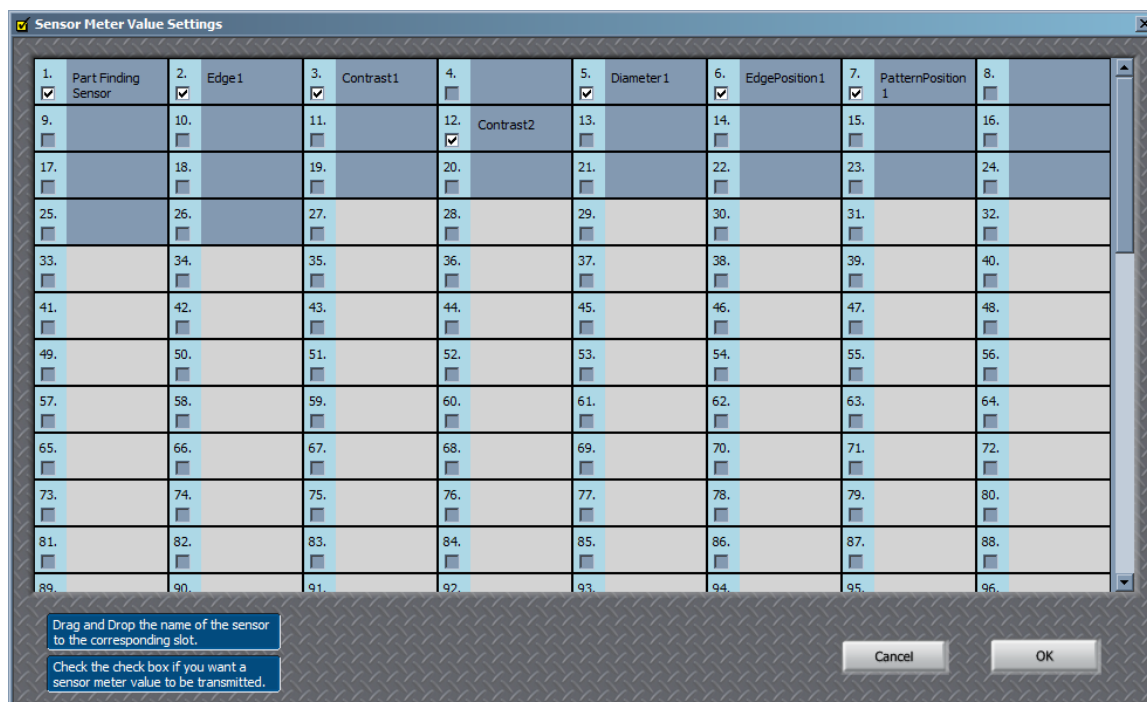 Sensor Meter Value Settings
1. Part Finding Sensor 2. Edge1 3. Contrast1 4. 5. Diameter1 6. EdgePosition1 7. PatternPosition 1 8.
9. 10. 11. 12. Contrast2 13. 14. 15. 16.
17. 18. 19. 20. 21. 22. 23. 24.
25. 26. 27. 28. 29. 30. 31. 32.
33. 34. 35. 36. 37. 38. 39. 40.
41. 42. 43. 44. 45. 46. 47. 48.
49. 50. 51. 52. 53. 54. 55. 56.
57. 58. 59. 60. 61. 62. 63. 64.
65. 66. 67. 68. 69. 70. 71. 72.
73. 74. 75. 76. 77. 78. 79. 80.
81. 82. 83. 84. 85. 86. 87. 88.
89. 90. 91. 92. 93. 94. 95. 96.
Drag and Drop the name of the sensor
to the corresponding slot.
Check the check box if you want a
sensor meter value to be transmitted.
Cancel OK